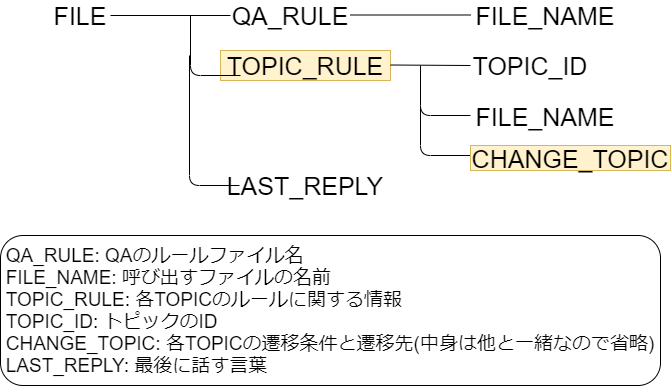 FILE QA_RULE FILE_NAME
TOPIC_RULE TOPIC_ID
FILE_NAME
CHANGE_TOPIC
LAST_REPLY
QA_RULE: QAのルールファイル名
FILE_NAME: 呼び出すファイルの名前
TOPIC_RULE: 各TOPICのルールに関する情報
TOPIC_ID: トピックのID
CHANGE_TOPIC: 各TOPICの遷移条件と遷移先(中身は他と一緒なので省略)
LAST_REPLY: 最後に話す言葉